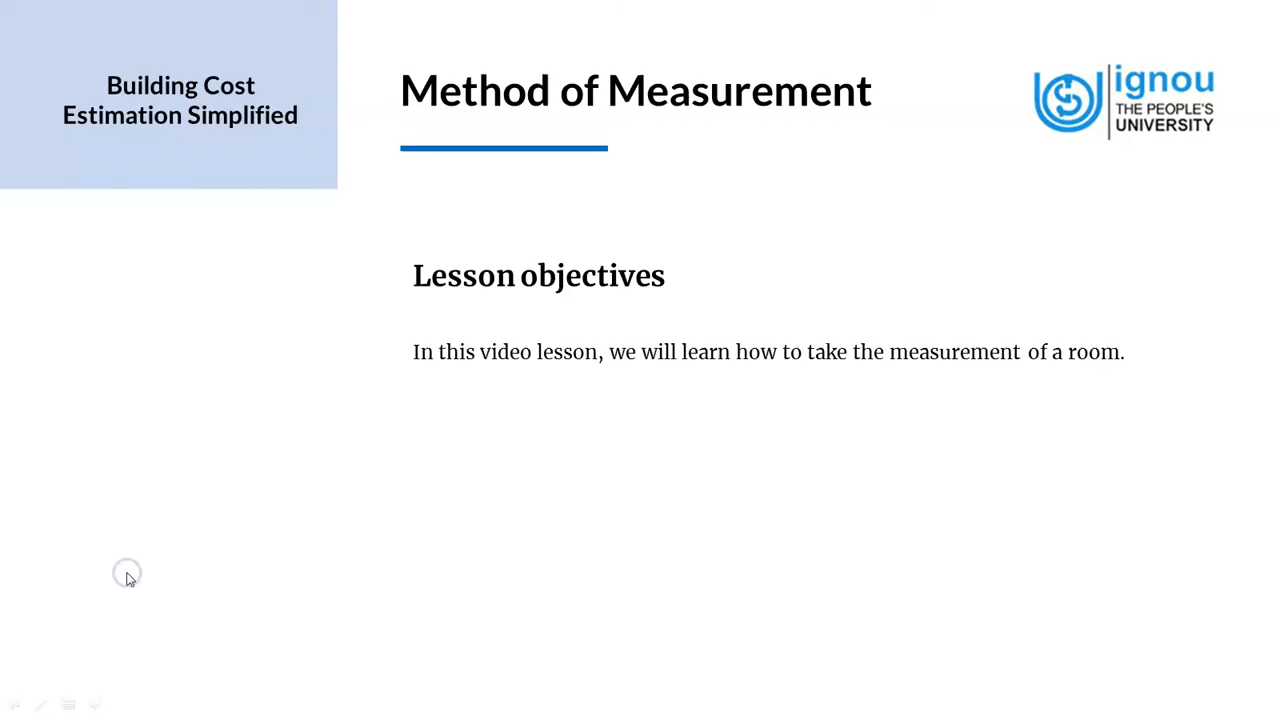 Building Cost
Estimation Simplified
Method of Measurement
ignou
THE PEOPLE'S
UNIVERSITY
Lesson objectives
In this video lesson, we will learn how to take the measurement of a room.